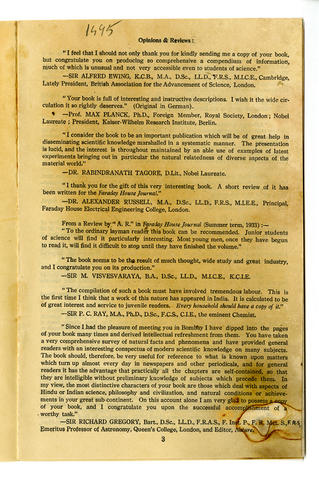 1445
Opinions & Reviews:
" I feel that I should not only thank you for kindly sending me a copy of your book,
but congratulate you on producing so comprehensive a compendium of information,
much of which is unusual and not very accessible even to students of science."
—SIR ALFRED EWING, K.C.B., M.A., D.Sc., LL.D., F.R.S., M.I.C.E., Cambridge,
Lately President, British Association for the Advancement of Science, London.
" Your book is full of interesting and instructive descriptions. I wish it the wide cir-
culation it so rightly deserves." (Original in German).
—Prof. MAX PLANCK, Ph.D., Foreign Member, Royal Society, London; Nobel
Laureate; President, Kaiser-Wilhelm Research Institute, Berlin.
" I consider the book to be an important publication which will be of great help in
disseminating scientific knowledge marshalled in a systematic manner. The presentation
is lucid, and the interest is throughout maintained by an able use of examples of latest
experiments bringing out in particular the natural relatedness of diverse aspects of the
material world."
—DR. RABINDRANATH TAGORE, D.Litt., Nobel Laureate.
" I thank you for the gift of this very interesting book. A short review of it has
been written for the Faraday House Journal."
—DR. ALEXANDER RUSSELL, M.A., D.Sc., LL.D., F.R.S., M.I.E.E., Principal,
Faraday House Electrical Engineering College, London.
From a Review by " A. R." in Faraday House Journal (Summer term, 1933) :—
" To the ordinary layman reader this book can be recommended. Junior students
of science will find it particularly interesting. Most young men, once they have begun
to read it, will find it difficult to stop until they have finished the volume."
" The book seems to be the result of much thought, wide study and great industry,
and I congratulate you on its production."
—SIR M. VISVESVARAYA, B.A., D.Sc., LL.D., M.I.C.E., K.C.I.E.
" The compilation of such a book must have involved tremendous labour. This is
the first time I think that a work of this nature has appeared in India. It is calculated to be
of great interest and service to juvenile readers. Every household should have a copy of it."
—SIR P. C. RAY, M.A., Ph.D., D.Sc., F.C.S., C.I.E., the eminent Chemist.
" Since I had the pleasure of meeting you in Bombay I have dipped into the pages
of your book many times and derived intellectual refreshment from them. You have taken
a very comprehensive survey of natural facts and phenomena and have provided general
readers with an interesting compectus of modern scientific knowledge on many subjects.
The book should, therefore, be very useful for reference to what is known upon matters
which turn up almost every day in newspapers and other periodicals, and for general
readers it has the advantage that practically all the chapters are self-contained, so that
they are intelligible without preliminary knowledge of subjects which precede them. In
my view, the most distinctive characters of your book are those which deal with aspects of
Hindu or Indian science, philosophy and civilization, and natural conditions or achieve-
ments in your great sub-continent. On this account alone I am very glad to possess a copy
of your book, and I congratulate you upon the successful accomplishment of a
worthy task."
—SIR RICHARD GREGORY, Bart., D.Sc., LL.D., F.R.A.S., F. Inst. P., F. R. Met. S., F.R.S.
Emeritus Professor of Astronomy, Queen's College, London, and Editor, Nature.
3